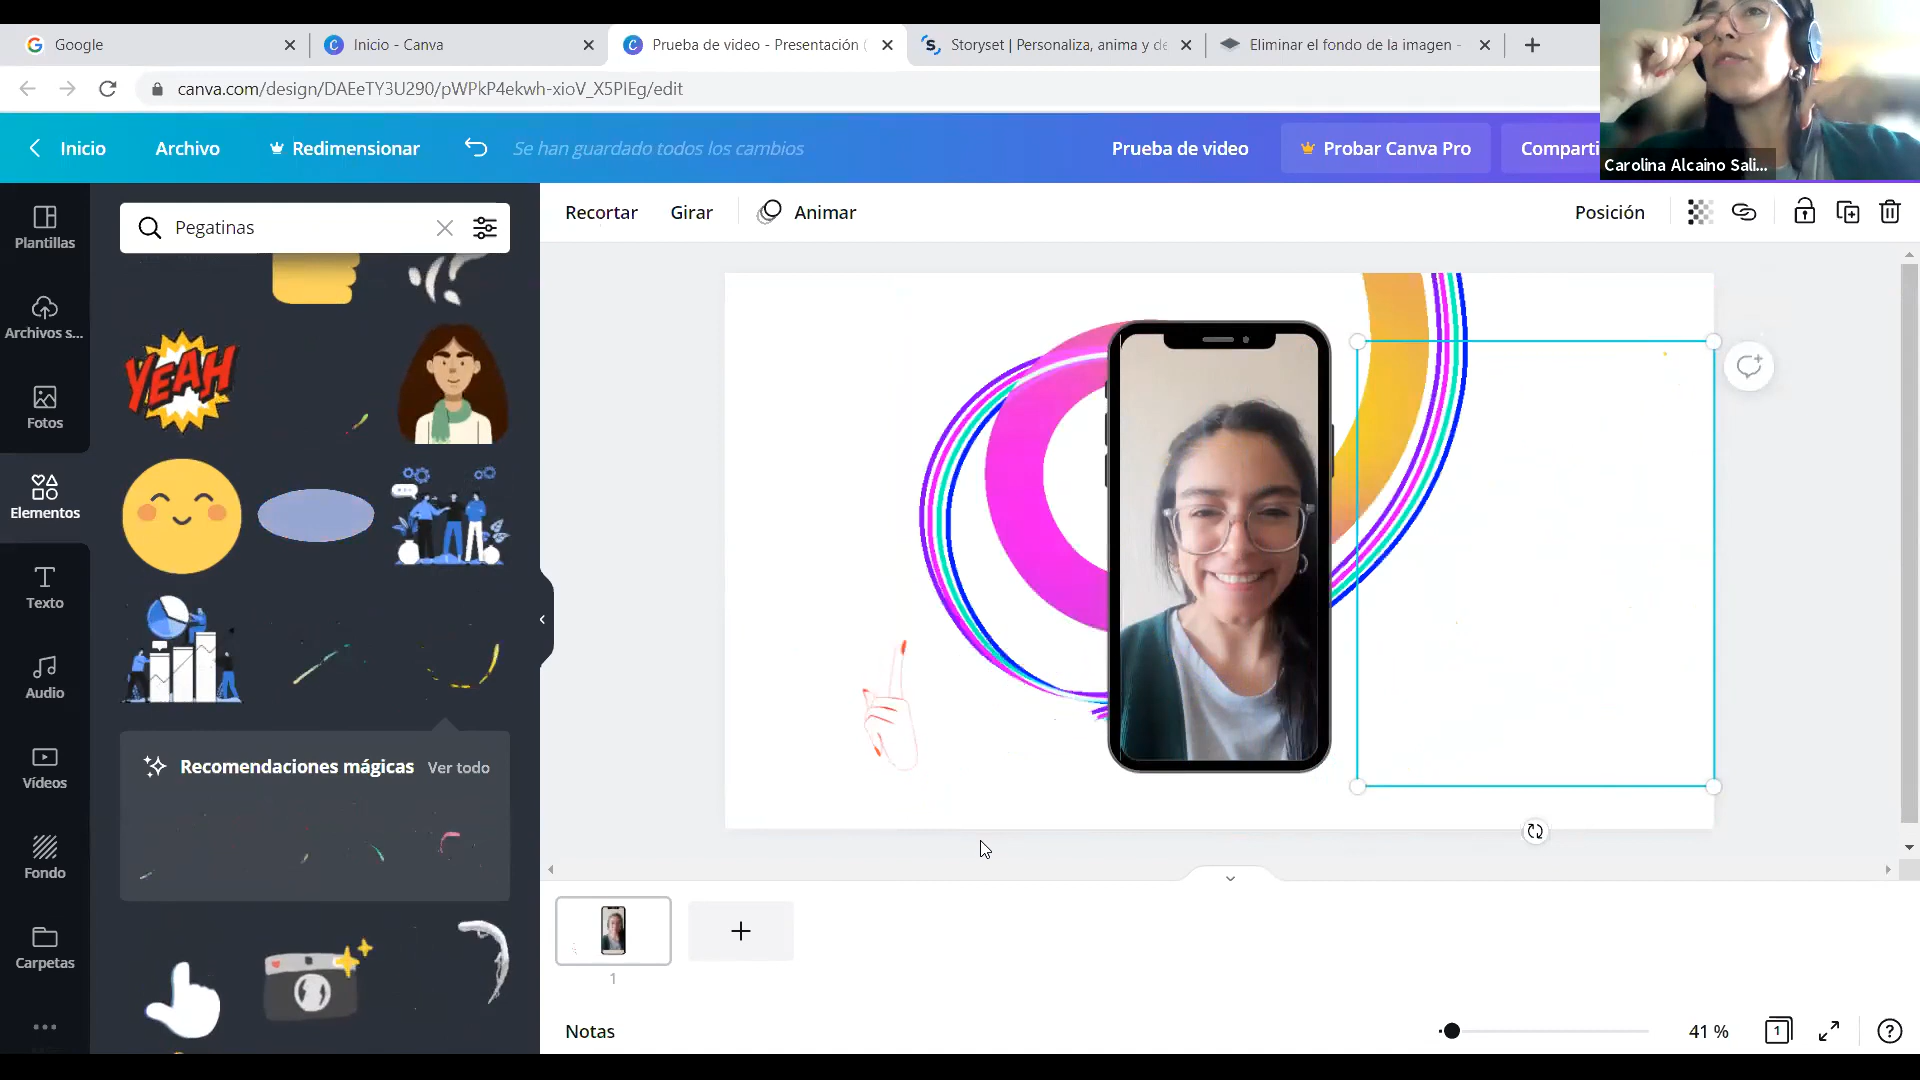 Google
Inicio - Canva
Prueba de video - Presentación (
Storyset | Personaliza, anima y de
Eliminar el fondo de la imagen -
canva.com/design/DAEeTY3U290/pWPkP4ekwh-xioV_X5PIEg/edit
Inicio
Archivo
Redimensionar
Se han guardado todos los cambios
Prueba de video
Probar Canva Pro
Comparti
Carolina Alcaino Sali...
Plantillas
Archivos s...
Fotos
Elementos
Texto
Audio
Vídeos
Fondo
Carpetas
Pegatinas
YEAH
Recomendaciones mágicas
Ver todo
Recortar
Girar
Animar
Posición
1
Notas
41 %
1